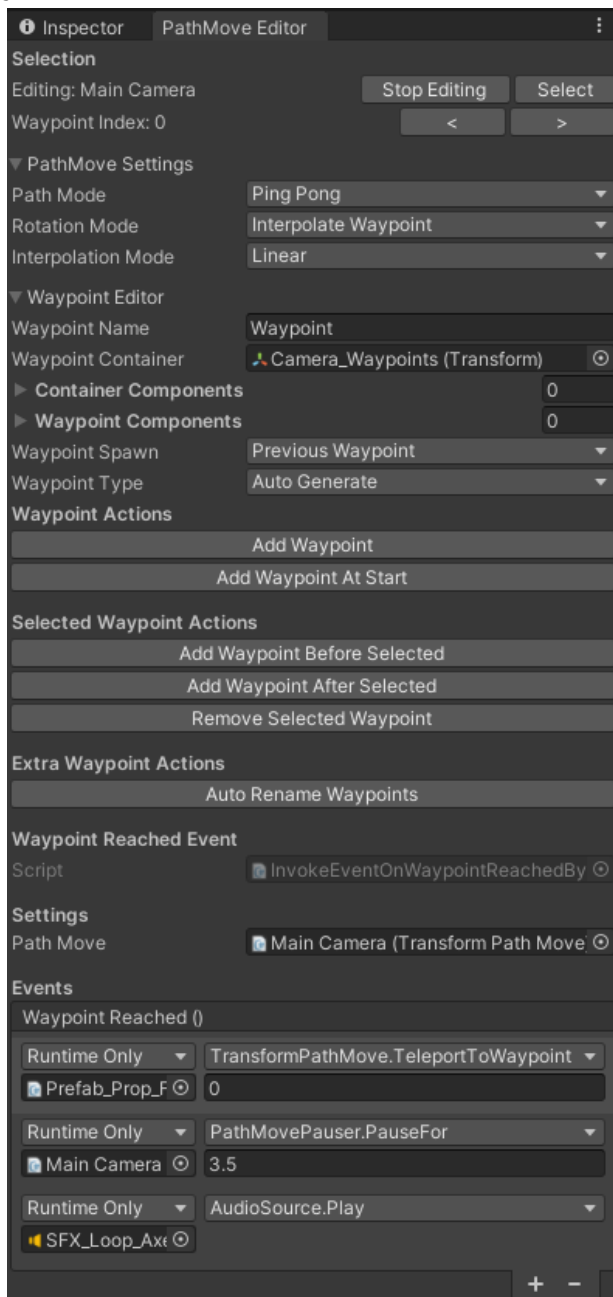 Inspector PathMove Editor
Selection
Editing: Main Camera Stop Editing Select
Waypoint Index: 0 < >
PathMove Settings
Path Mode Ping Pong
Rotation Mode Interpolate Waypoint
Interpolation Mode Linear
Waypoint Editor
Waypoint Name Waypoint
Waypoint Container Camera_Waypoints (Transform)
Container Components 0
Waypoint Components 0
Waypoint Spawn Previous Waypoint
Waypoint Type Auto Generate
Waypoint Actions
Add Waypoint
Add Waypoint At Start
Selected Waypoint Actions
Add Waypoint Before Selected
Add Waypoint After Selected
Remove Selected Waypoint
Extra Waypoint Actions
Auto Rename Waypoints
Waypoint Reached Event
Script InvokeEventOnWaypointReachedBy
Settings
Path Move Main Camera (Transform Path Move)
Events
Waypoint Reached ()
Runtime Only TransformPathMove.TeleportToWaypoint
Prefab_Prop_F 0
Runtime Only PathMovePauser.PauseFor
Main Camera 3.5
Runtime Only AudioSource.Play
SFX_Loop_Axe
+ -